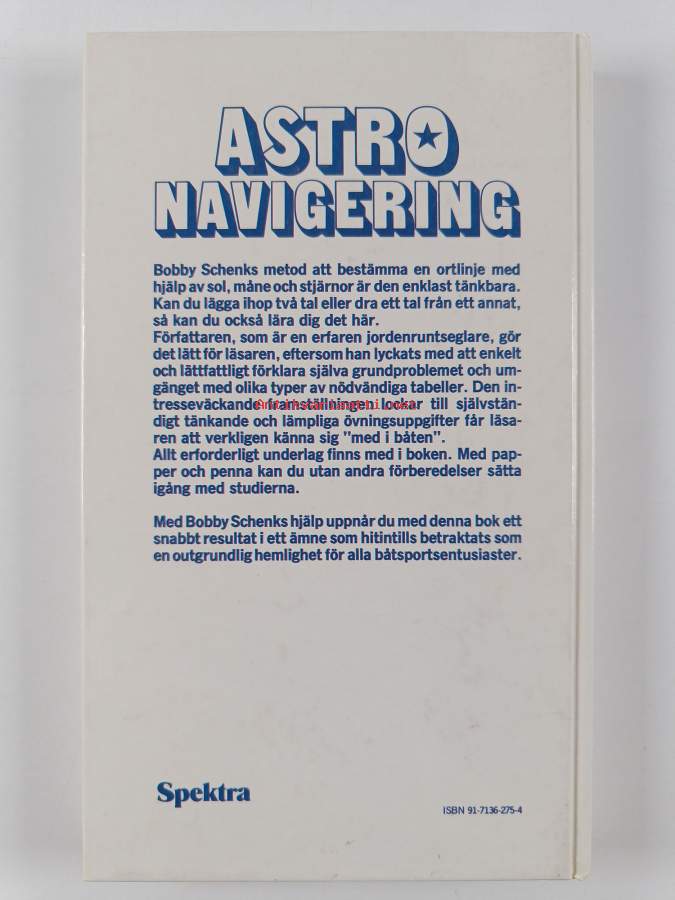 ASTRO
NAVIGERING
Bobby Schenks metod att bestämma en ortlinje med
hjälp av sol, måne och stjärnor är den enklast tänkbara.
Kan du lägga ihop två tal eller dra ett tal från ett annat,
så kan du också lära dig det här.
Författaren, som är en erfaren jordenruntseglare, gör
det lätt för läsaren, eftersom han lyckats med att enkelt
och lättfattligt förklara själva grundproblemet och um-
gänget med olika typer av nödvändiga tabeller. Den in-
tresseväckande framställningen lockar till självstän-
digt tänkande och lämpliga övningsuppgifter får läsa-
ren att verkligen känna sig "med i båten".
Allt erforderligt underlag finns med i boken. Med pap-
per och penna kan du utan andra förberedelser sätta
igång med studierna.
Med Bobby Schenks hjälp uppnår du med denna bok ett
snabbt resultat i ett ämne som hitintills betraktats som
en outgrundlig hemlighet för alla båtsportsentusiaster.
Spektra
ISBN 91-7136-275-4